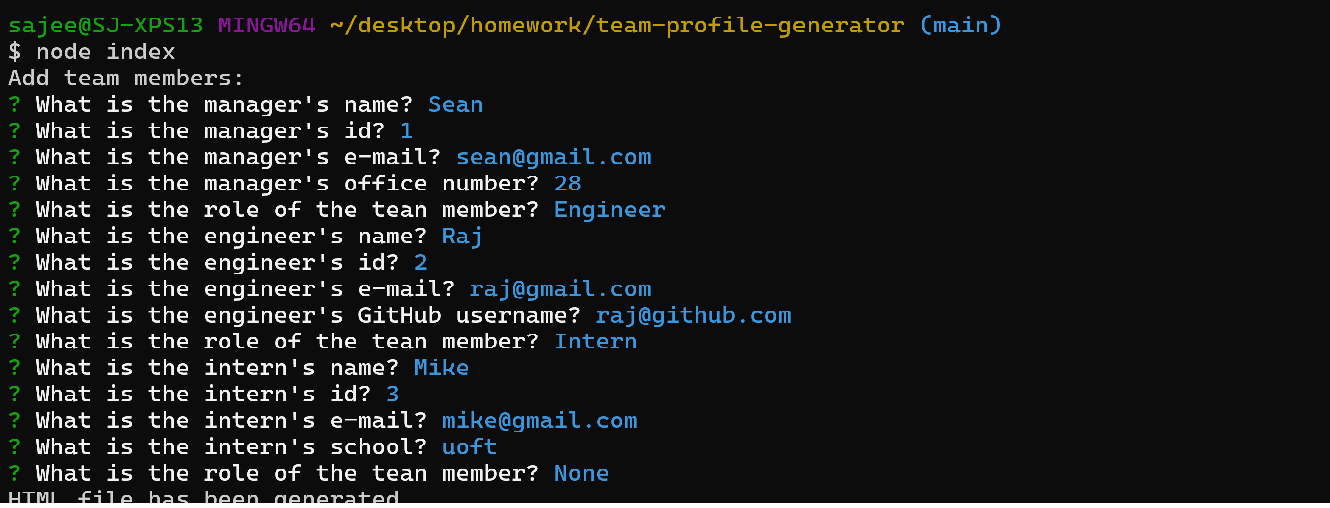 sajee@SJ-XPS13 MINGW64 ~/desktop/homework/team-profile-generator (main)
$ node index
Add team members:
? What is the manager's name? Sean
? What is the manager's id? 1
? What is the manager's e-mail? sean@gmail.com
? What is the manager's office number? 28
? What is the role of the tean member? Engineer
? What is the engineer's name? Raj
? What is the engineer's id? 2
? What is the engineer's e-mail? raj@gmail.com
? What is the engineer's GitHub username? raj@github.com
? What is the role of the tean member? Intern
? What is the intern's name? Mike
? What is the intern's id? 3
? What is the intern's e-mail? mike@gmail.com
? What is the intern's school? uoft
? What is the role of the tean member? None
HTML file has been generated